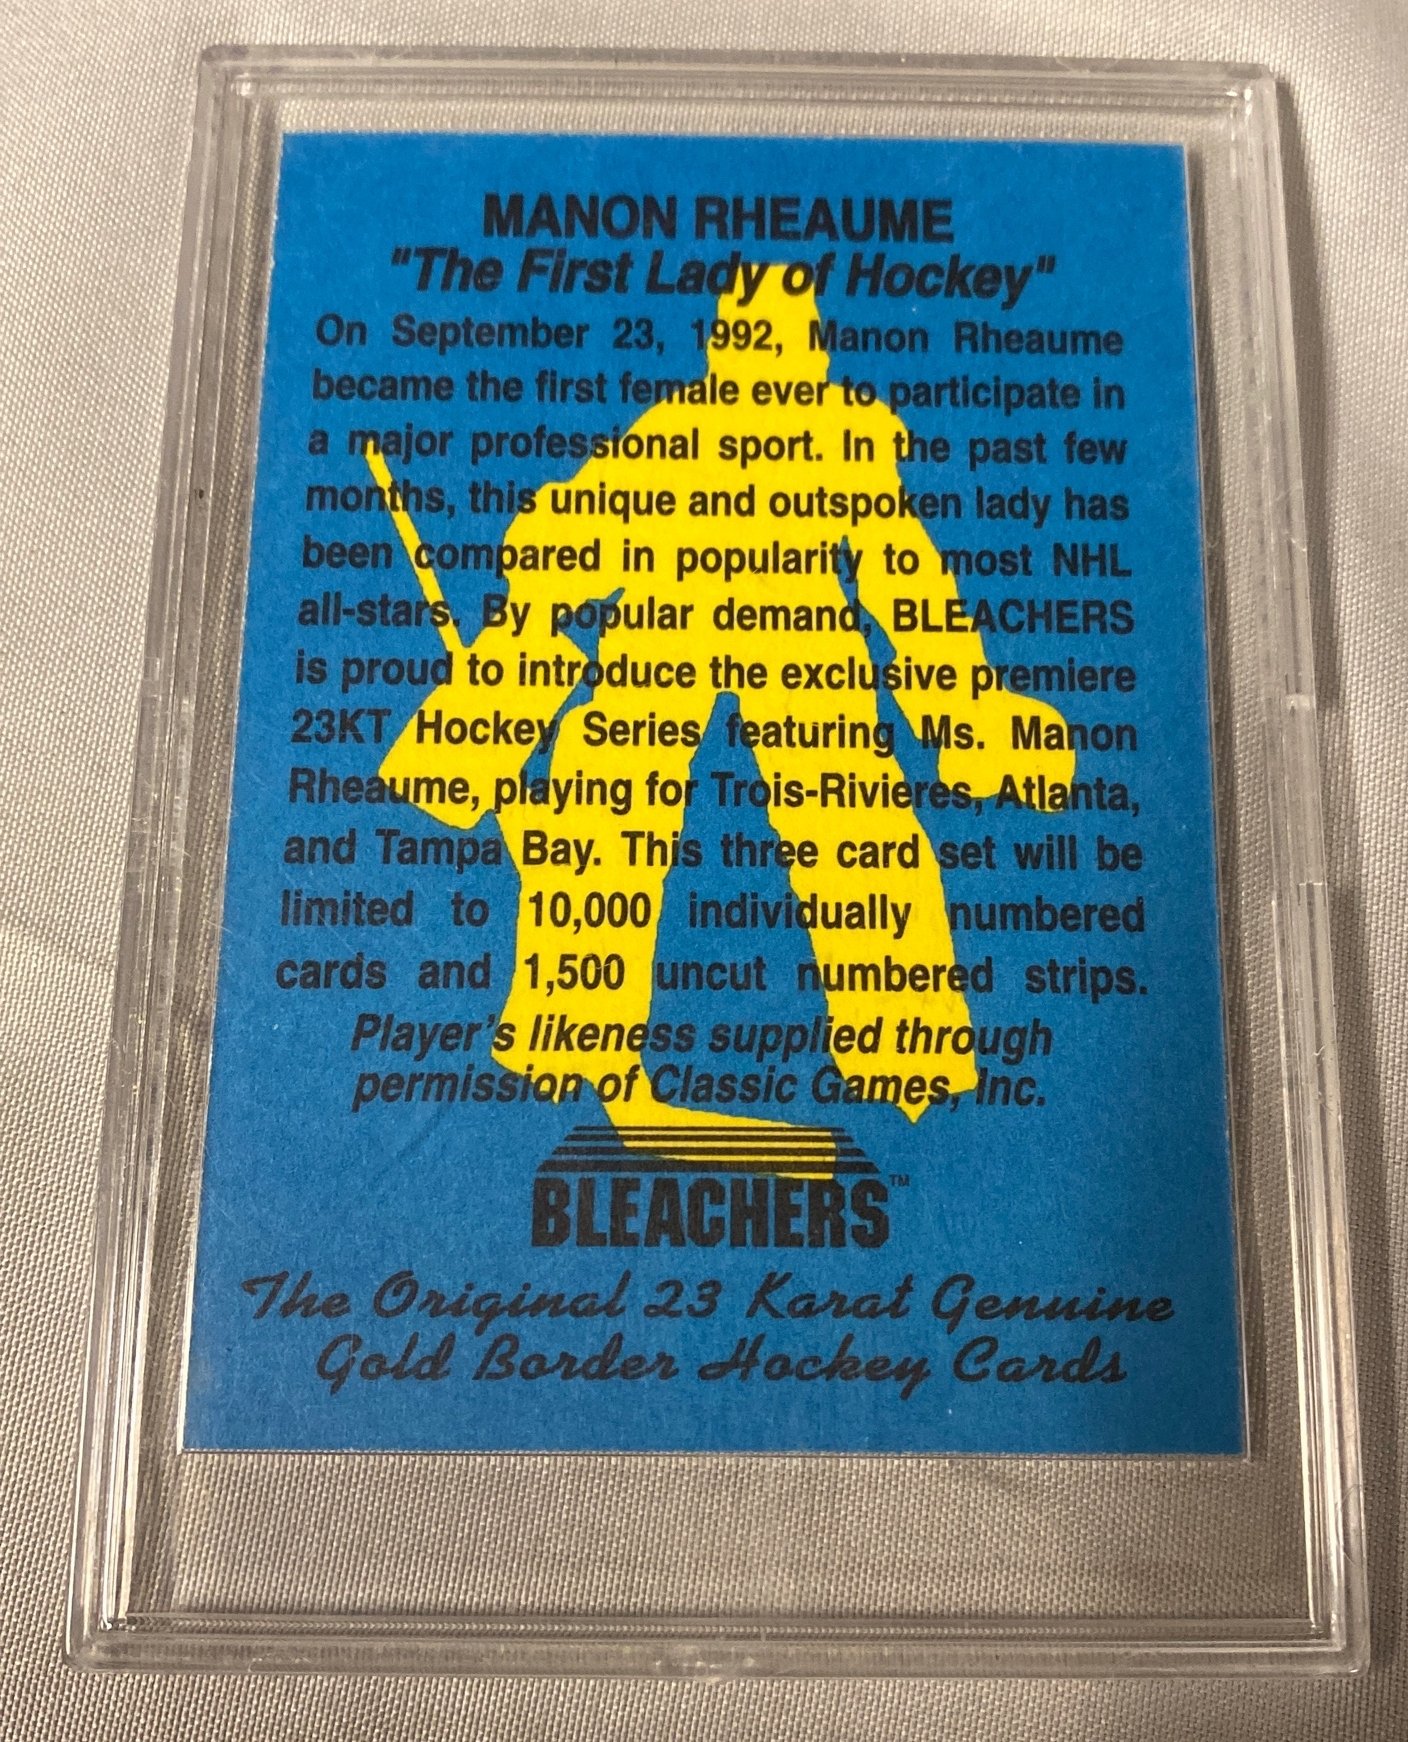 MANON RHEAUME
"The First Lady of Hockey"
On September 23, 1992, Manon Rheaume
became the first female ever to participate in
a major professional sport. In the past few
months, this unique and outspoken lady has
been compared in popularity to most NHL
all-stars. By popular demand, BLEACHERS
is proud to introduce the exclusive premiere
23KT Hockey Series featuring Ms. Manon
Rheaume, playing for Trois-Rivieres, Atlanta,
and Tampa Bay. This three card set will be
limited to 10,000 individually numbered
cards and 1,500 uncut numbered strips.
Player's likeness supplied through
permission of Classic Games, Inc.
BLEACHERS™
The Original 23 Karat Genuine
Gold Border Hockey Cards